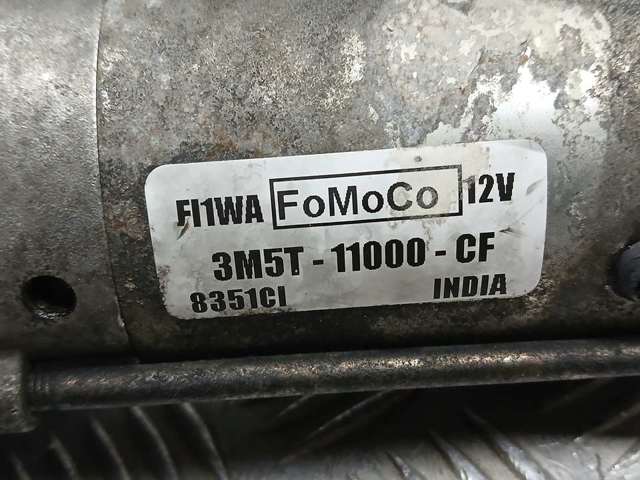 FI1WA FoMoCo 12V
3M5T - 11000 - CF
8351CI INDIA